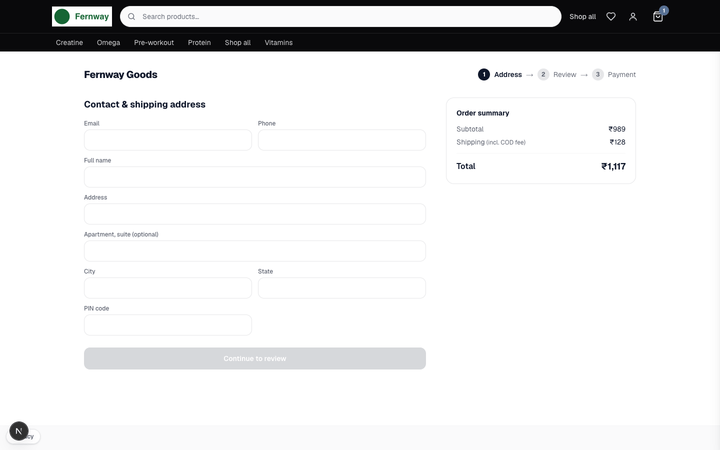 Fernway
Search products...
Shop all
1
Creatine
Omega
Pre-workout
Protein
Shop all
Vitamins
Fernway Goods
1 Address → 2 Review → 3 Payment
Contact & shipping address
Email
Phone
Full name
Address
Apartment, suite (optional)
City
State
PIN code
Continue to review
Order summary
Subtotal ₹989
Shipping (incl. COD fee) ₹128
Total ₹1,117
N